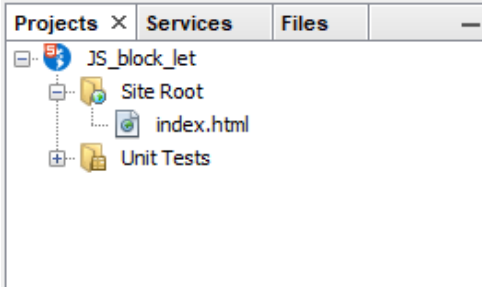 Projects × Services Files
JS_block_let
Site Root
index.html
Unit Tests